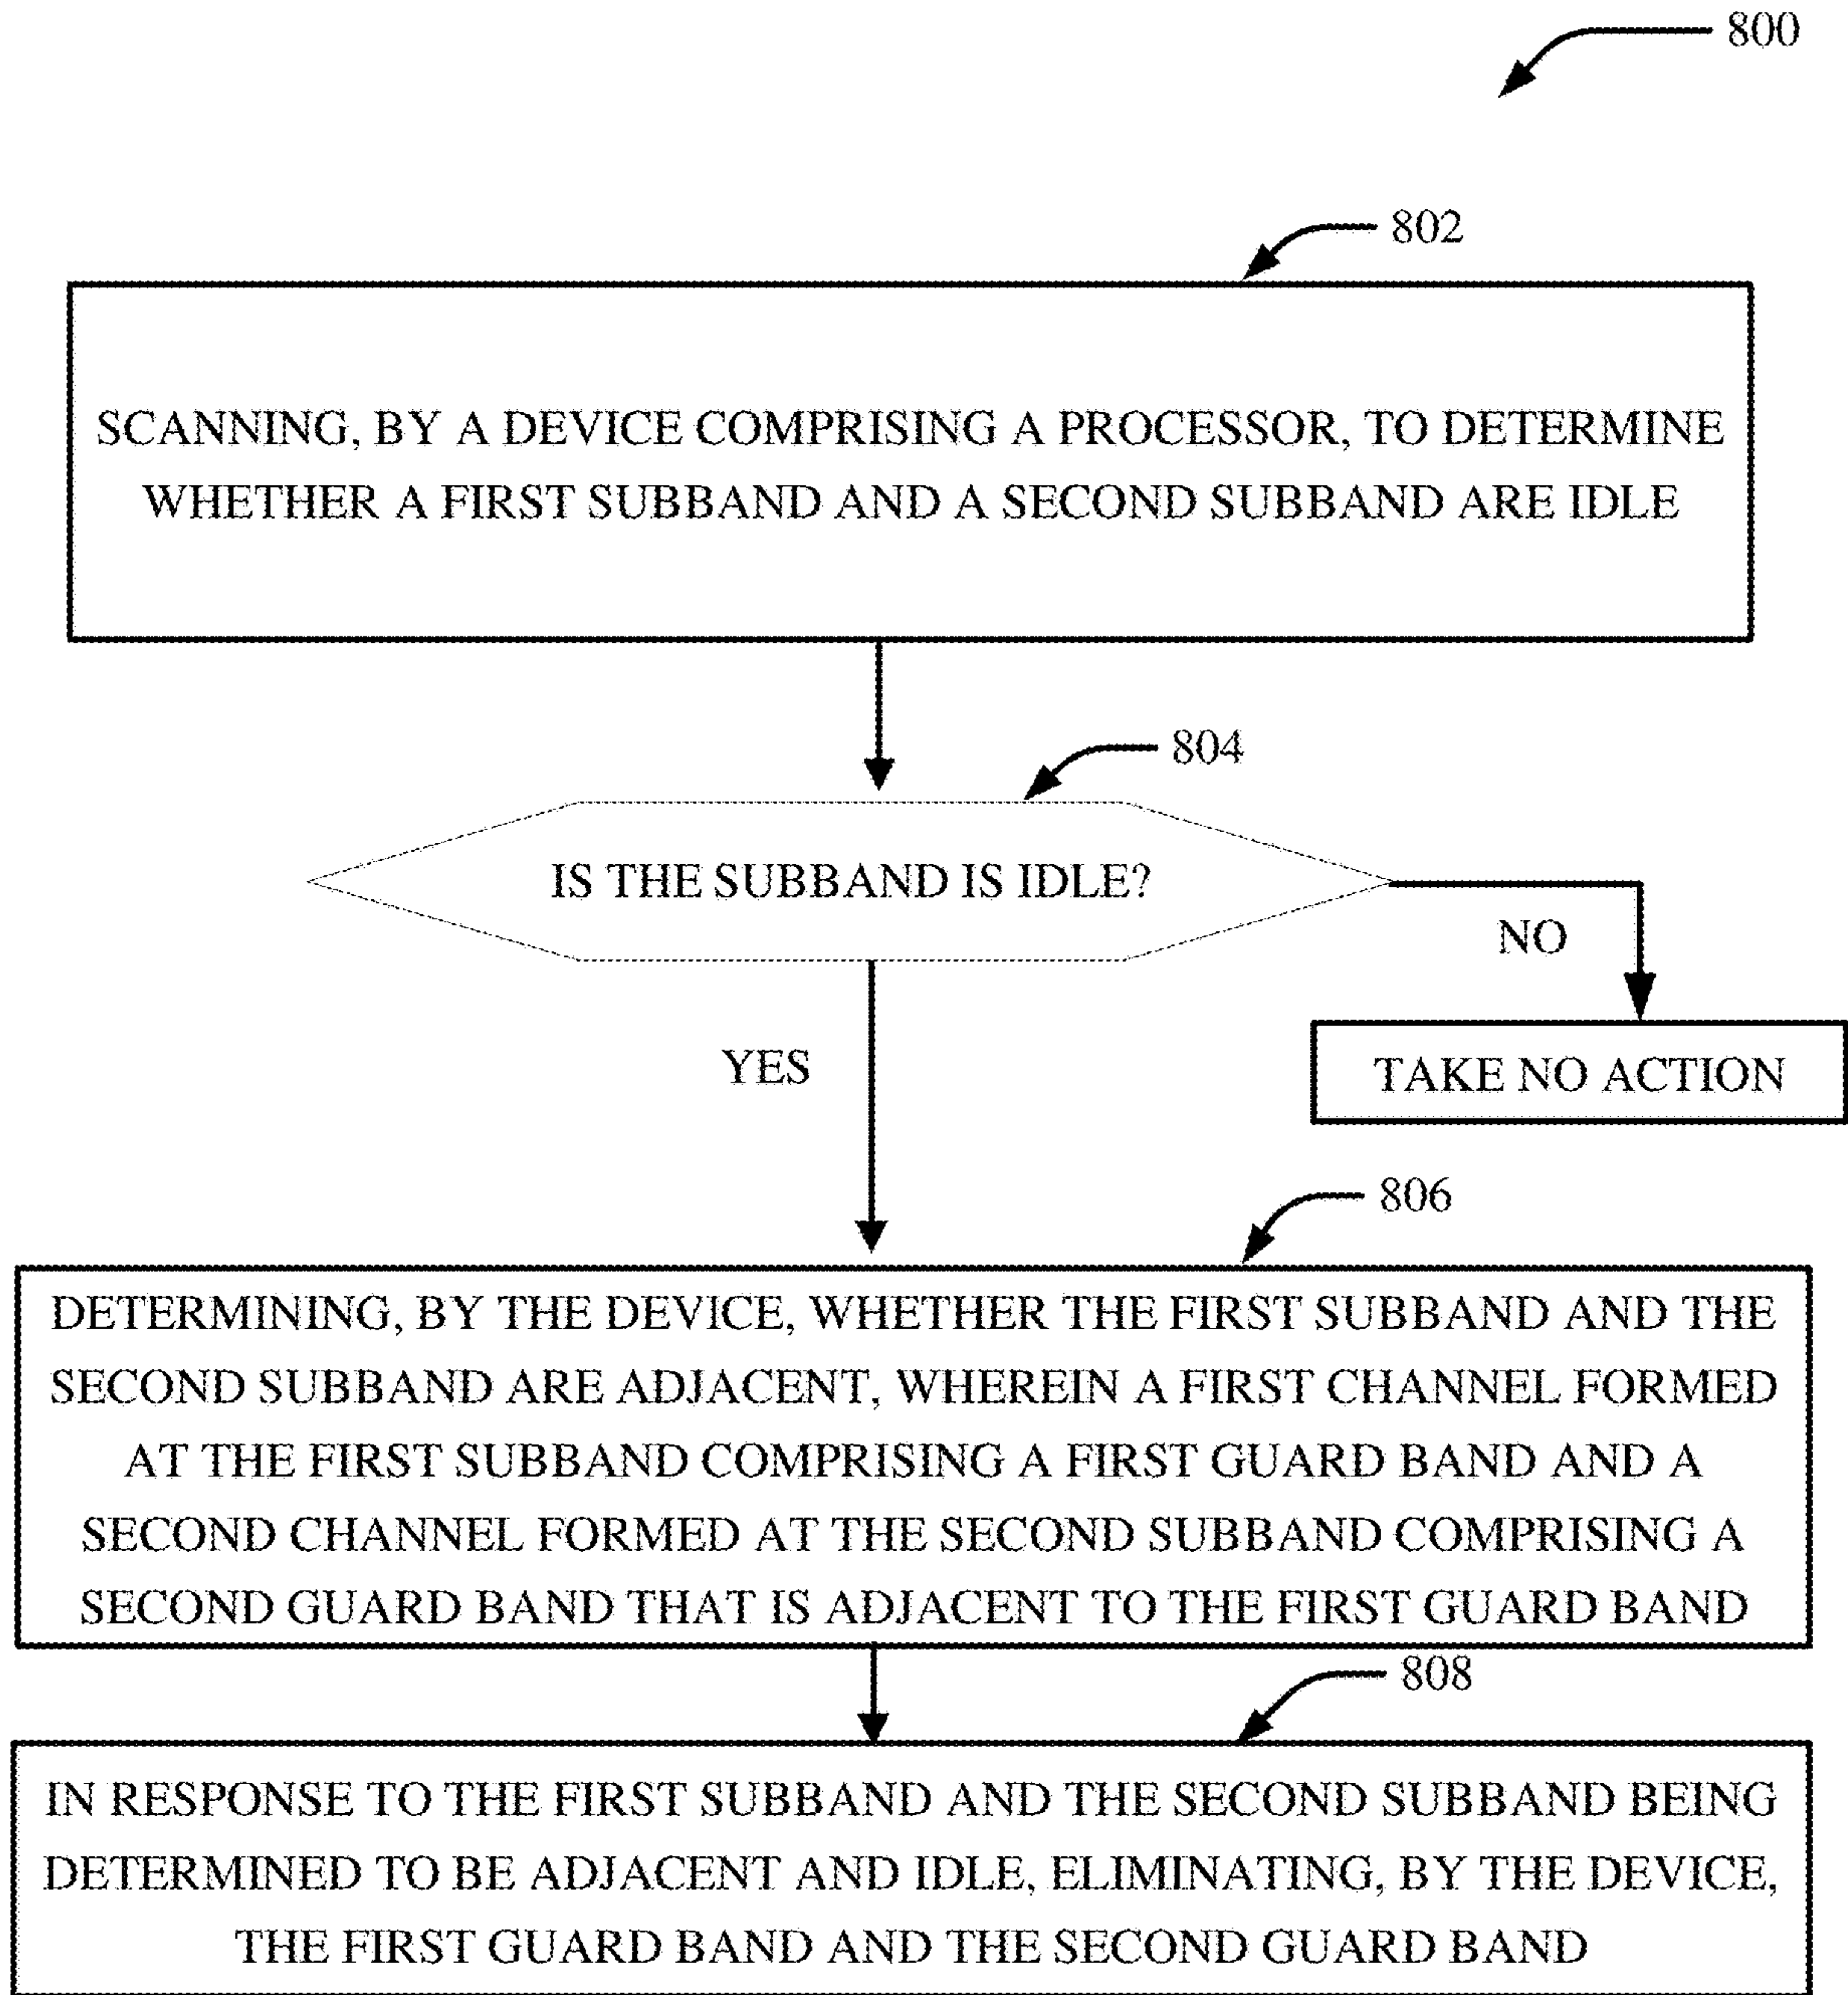 800
802
SCANNING, BY A DEVICE COMPRISING A PROCESSOR, TO DETERMINE
WHETHER A FIRST SUBBAND AND A SECOND SUBBAND ARE IDLE
804
IS THE SUBBAND IS IDLE?
NO
YES
TAKE NO ACTION
806
DETERMINING, BY THE DEVICE, WHETHER THE FIRST SUBBAND AND THE
SECOND SUBBAND ARE ADJACENT, WHEREIN A FIRST CHANNEL FORMED
AT THE FIRST SUBBAND COMPRISING A FIRST GUARD BAND AND A
SECOND CHANNEL FORMED AT THE SECOND SUBBAND COMPRISING A
SECOND GUARD BAND THAT IS ADJACENT TO THE FIRST GUARD BAND
808
IN RESPONSE TO THE FIRST SUBBAND AND THE SECOND SUBBAND BEING
DETERMINED TO BE ADJACENT AND IDLE, ELIMINATING, BY THE DEVICE,
THE FIRST GUARD BAND AND THE SECOND GUARD BAND